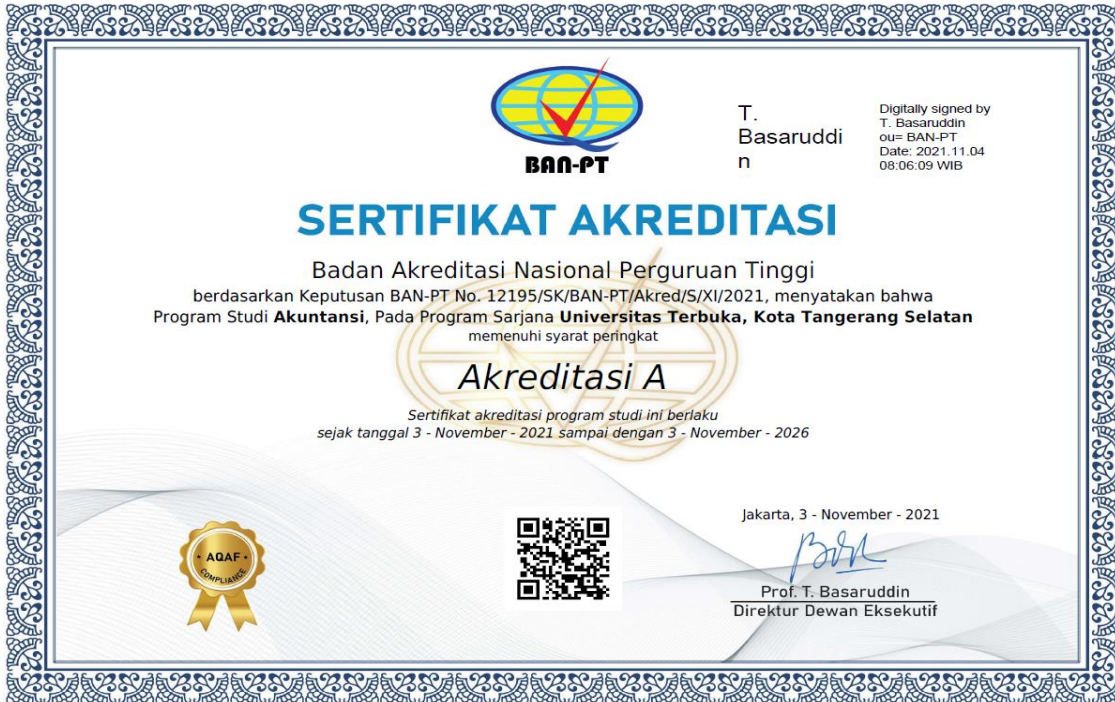 BAN-PT
T.
Basaruddi
n
Digitally signed by
T. Basaruddin
ou= BAN-PT
Date: 2021.11.04
08:06:09 WIB
SERTIFIKAT AKREDITASI
Badan Akreditasi Nasional Perguruan Tinggi
berdasarkan Keputusan BAN-PT No. 12195/SK/BAN-PT/Akred/S/XI/2021, menyatakan bahwa
Program Studi Akuntansi, Pada Program Sarjana Universitas Terbuka, Kota Tangerang Selatan
memenuhi syarat peringkat
Akreditasi A
Sertifikat akreditasi program studi ini berlaku
sejak tanggal 3 - November - 2021 sampai dengan 3 - November - 2026
AQAF
COMPLIANCE
Jakarta, 3 - November - 2021
Prof. T. Basaruddin
Direktur Dewan Eksekutif